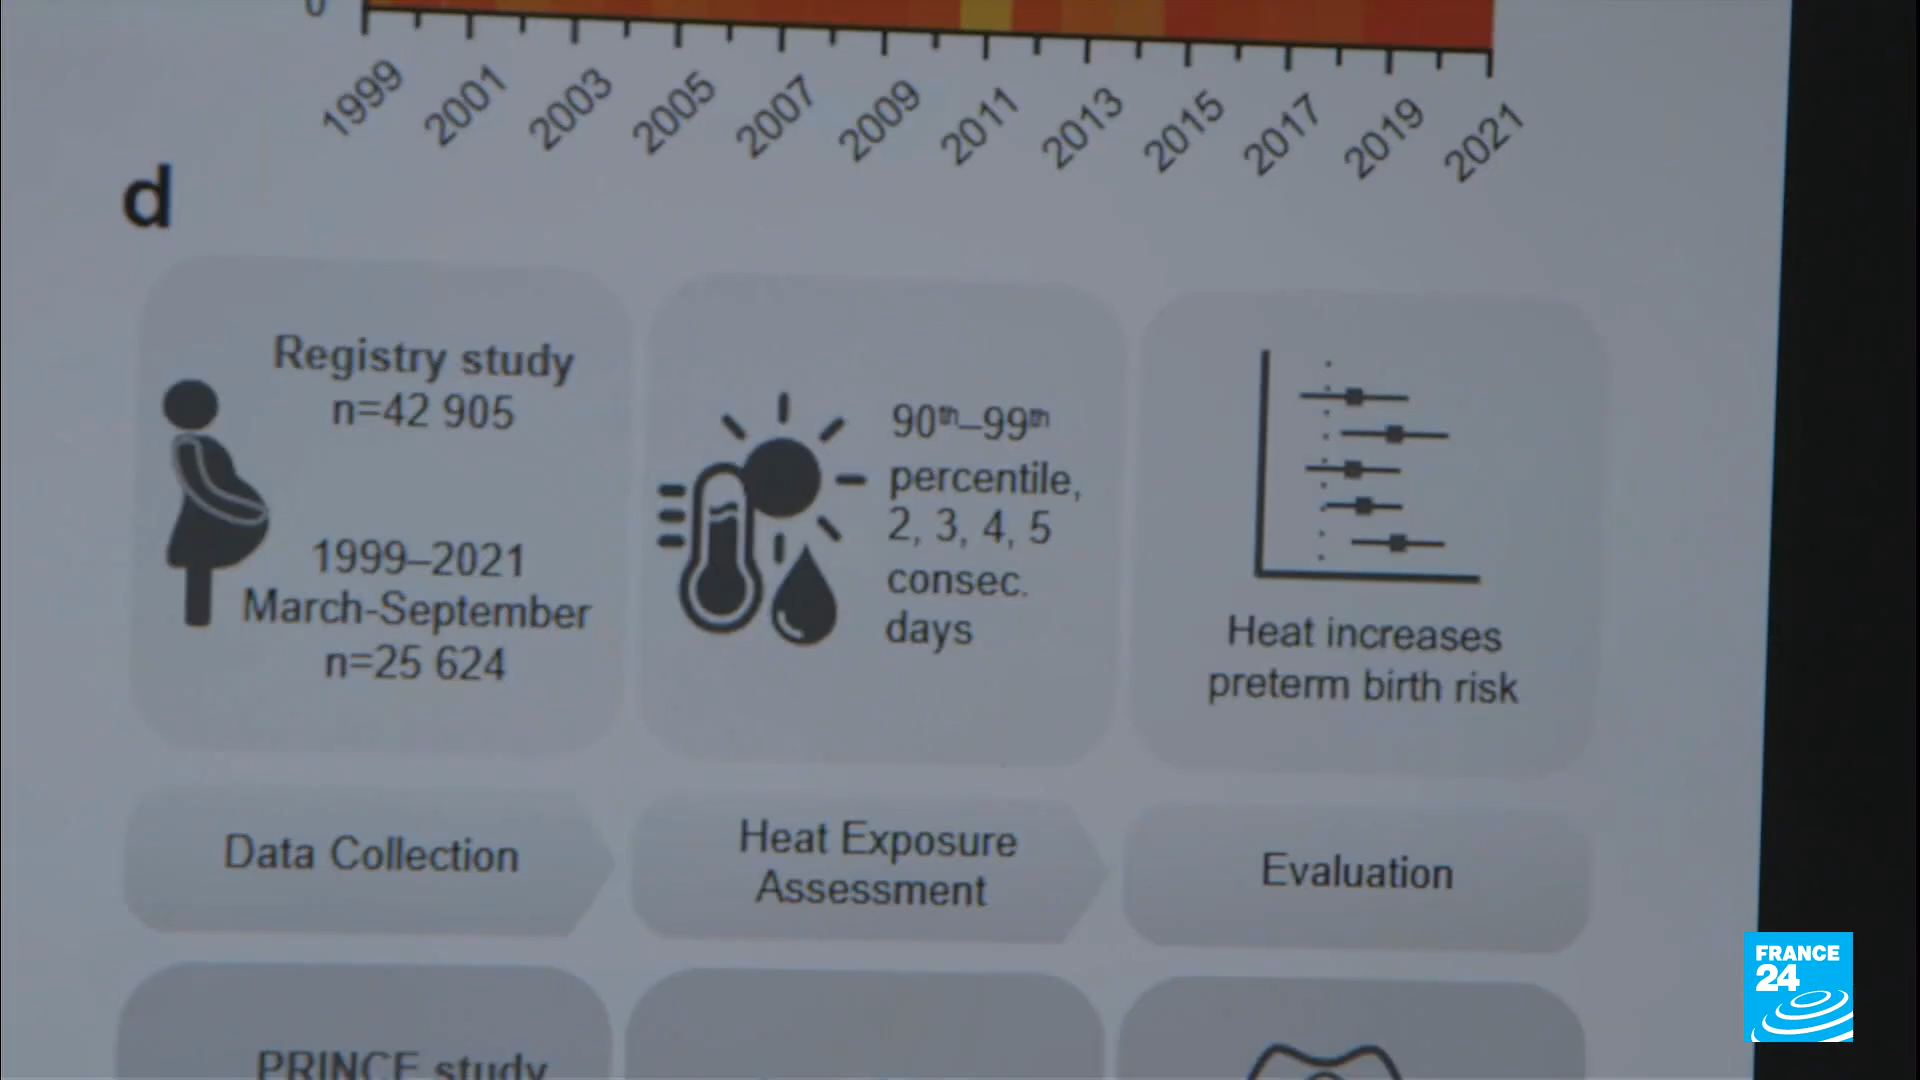 0
1999 2001 2003 2005 2007 2009 2011 2013 2015 2017 2019 2021
d
Registry study
n=42 905
1999–2021
March-September
n=25 624
90th–99th
percentile,
2, 3, 4, 5
consec.
days
Heat increases
preterm birth risk
Data Collection
Heat Exposure
Assessment
Evaluation
PRINCE study
FRANCE
24